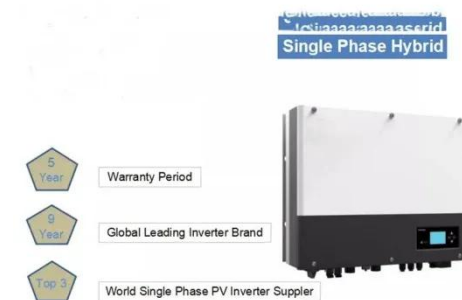 Single Phase Hybrid
5
Year
Warranty Period
9
Year
Global Leading Inverter Brand
Top 3
World Single Phase PV Inverter Suppler